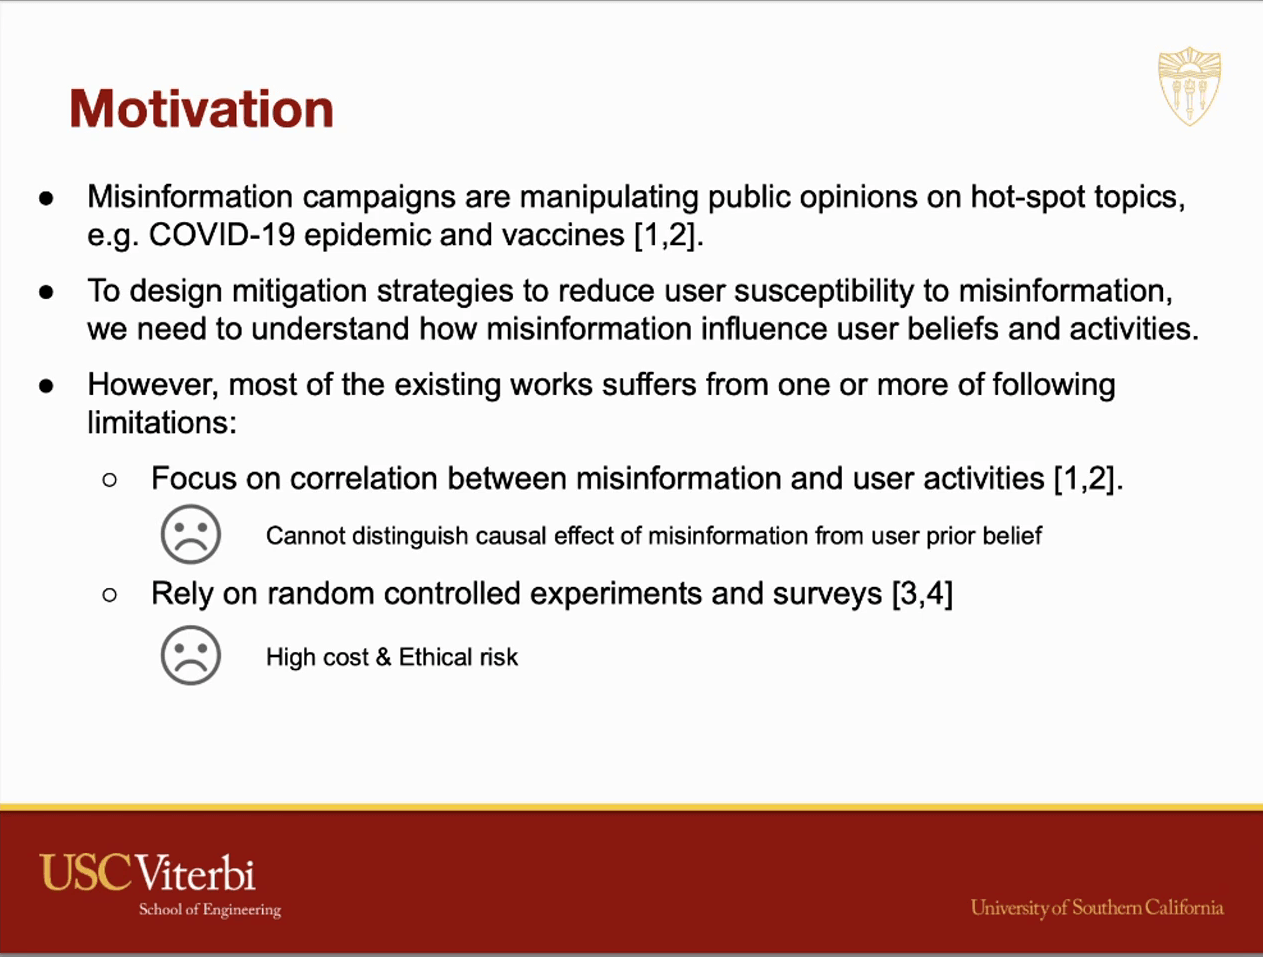 Motivation
● Misinformation campaigns are manipulating public opinions on hot-spot topics,
e.g. COVID-19 epidemic and vaccines [1,2].
● To design mitigation strategies to reduce user susceptibility to misinformation,
we need to understand how misinformation influence user beliefs and activities.
● However, most of the existing works suffers from one or more of following
limitations:
○ Focus on correlation between misinformation and user activities [1,2].
Cannot distinguish causal effect of misinformation from user prior belief
○ Rely on random controlled experiments and surveys [3,4]
High cost & Ethical risk
USC Viterbi
School of Engineering
University of Southern California